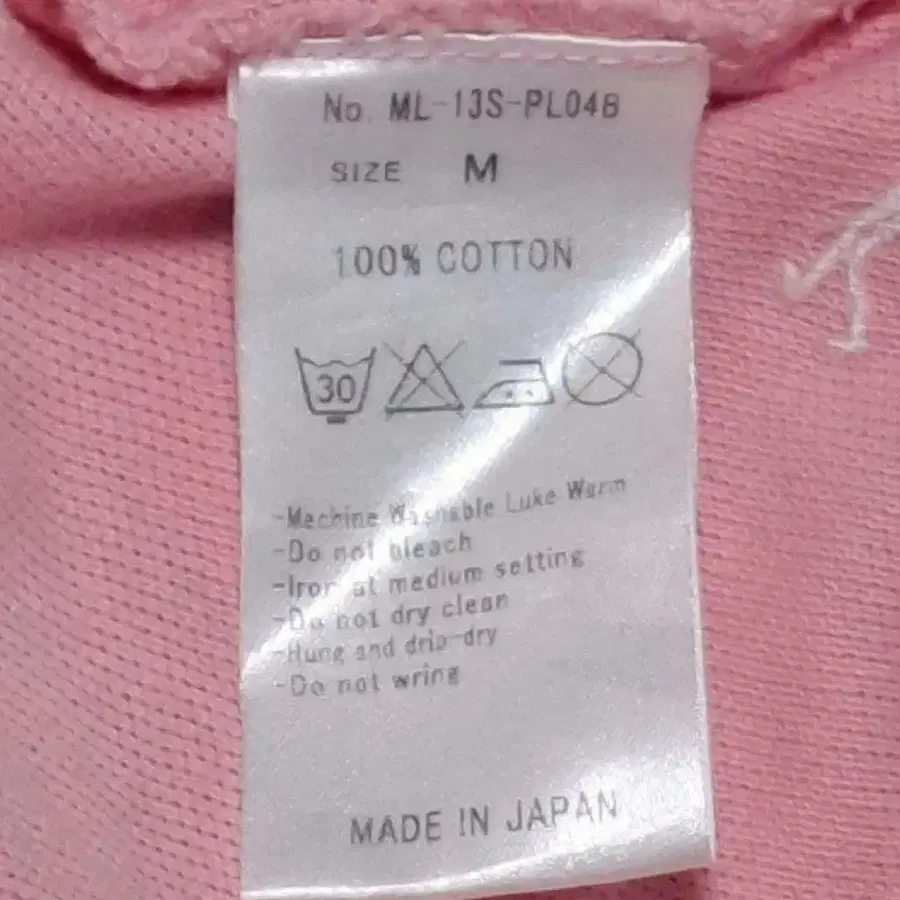 No. ML-13S-PL04B
SIZE M
100% COTTON
30
-Machine Washable Luke Warm
-Do not bleach
-Iron at medium setting
-Do not dry clean
-Hung and drip-dry
-Do not wring
MADE IN JAPAN